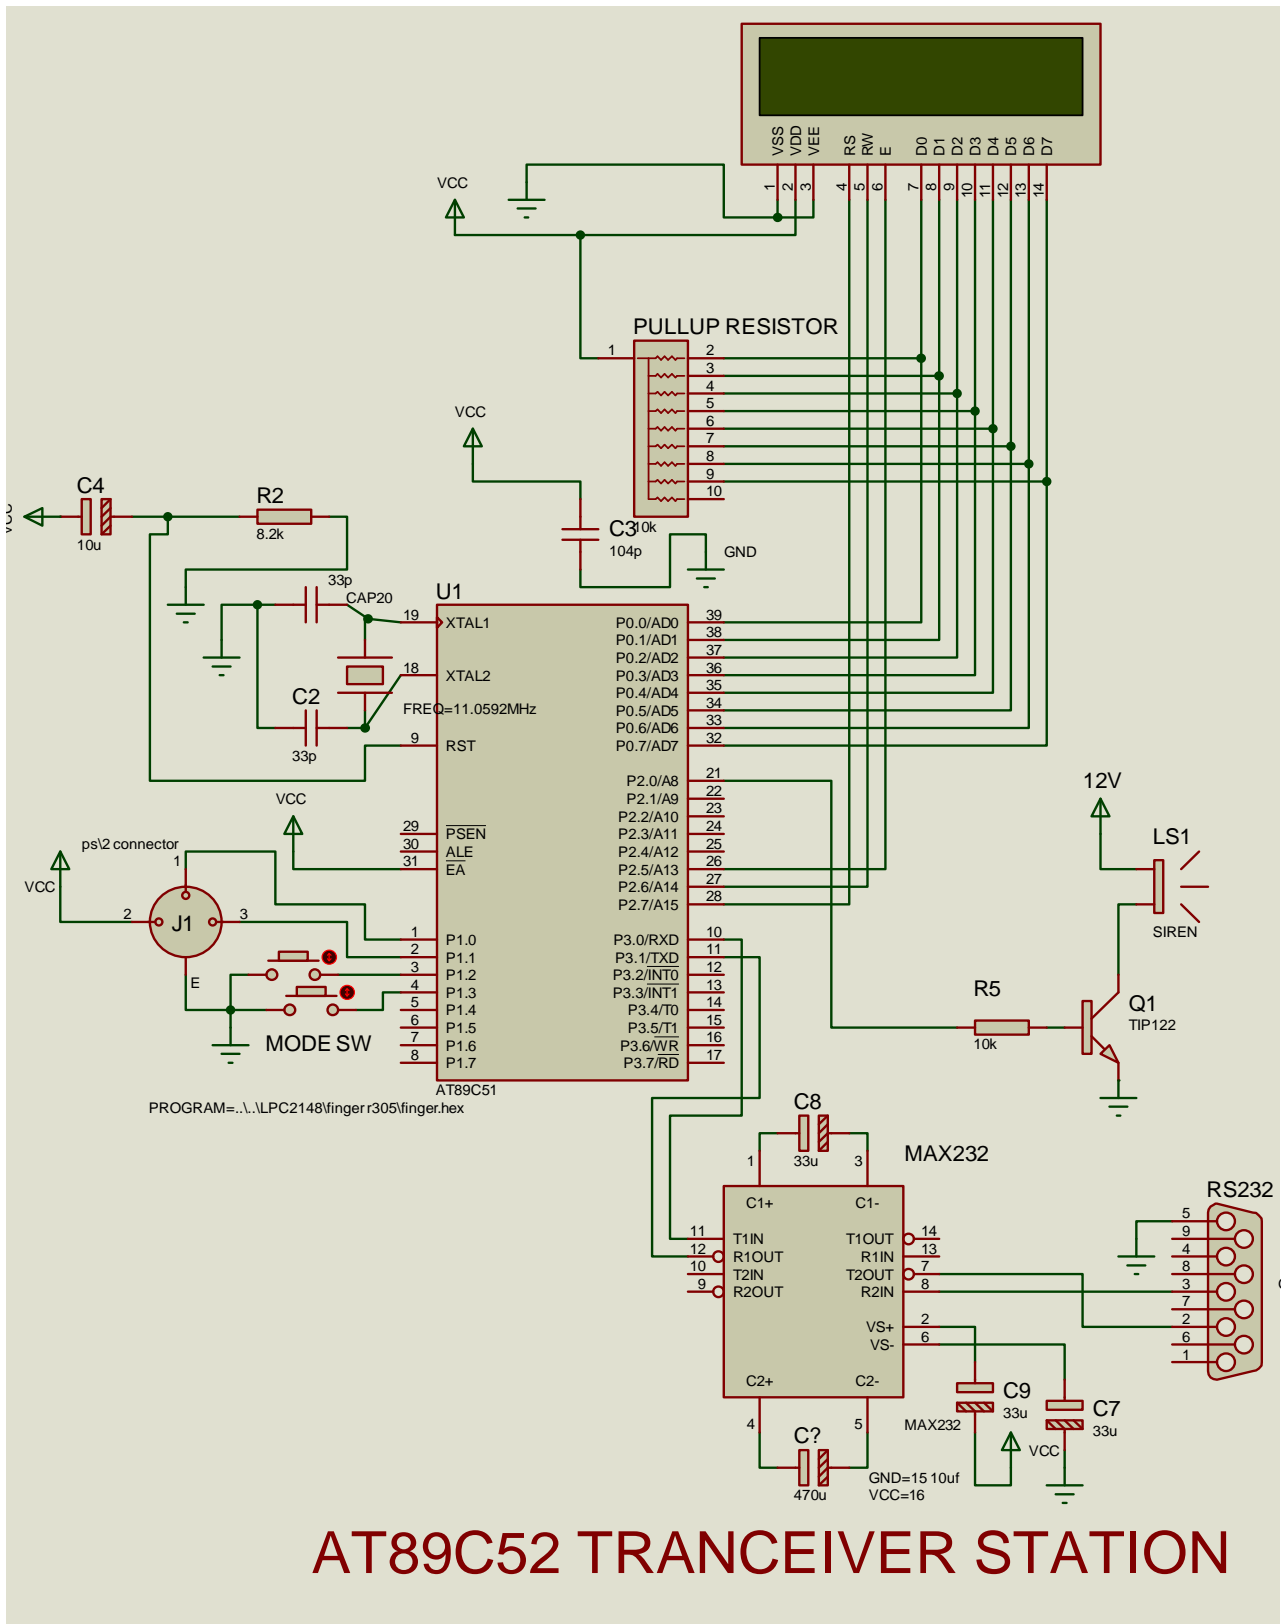 VSS VDD VEE RS RW E D0 D1 D2 D3 D4 D5 D6 D7
1 2 3 4 5 6 7 8 9 10 11 12 13 14
VCC
PULLUP RESISTOR
1
2
3
4
5
6
7
8
9
10
10k
VCC
C3
104p
GND
VCC
C4
10u
R2
8.2k
33p
CAP20
C2
33p
FREQ=11.0592MHz
U1
19 XTAL1
18 XTAL2
9 RST
29 PSEN
30 ALE
31 EA
1 P1.0
2 P1.1
3 P1.2
4 P1.3
5 P1.4
6 P1.5
7 P1.6
8 P1.7
P0.0/AD0 39
P0.1/AD1 38
P0.2/AD2 37
P0.3/AD3 36
P0.4/AD4 35
P0.5/AD5 34
P0.6/AD6 33
P0.7/AD7 32
P2.0/A8 21
P2.1/A9 22
P2.2/A10 23
P2.3/A11 24
P2.4/A12 25
P2.5/A13 26
P2.6/A14 27
P2.7/A15 28
P3.0/RXD 10
P3.1/TXD 11
P3.2/INT0 12
P3.3/INT1 13
P3.4/T0 14
P3.5/T1 15
P3.6/WR 16
P3.7/RD 17
AT89C51
PROGRAM=..\..\LPC2148\finger r305\finger.hex
VCC
ps\2 connector
VCC
1
2
3
J1
E
MODE SW
12V
LS1
SIREN
R5
10k
Q1
TIP122
C8
33u
MAX232
1
3
C1+
C1-
11 T1IN
12 R1OUT
10 T2IN
9 R2OUT
T1OUT 14
R1IN 13
T2OUT 7
R2IN 8
VS+ 2
VS- 6
C2+
C2-
4
5
C?
470u
MAX232
C9
33u
C7
33u
VCC
GND=15 10uf
VCC=16
RS232
5
9
4
8
3
7
2
6
1
AT89C52 TRANCEIVER STATION